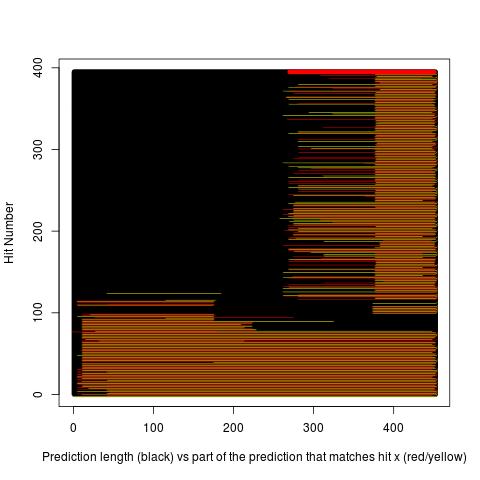 400
300
200
100
0
Hit Number
0 100 200 300 400
Prediction length (black) vs part of the prediction that matches hit x (red/yellow)